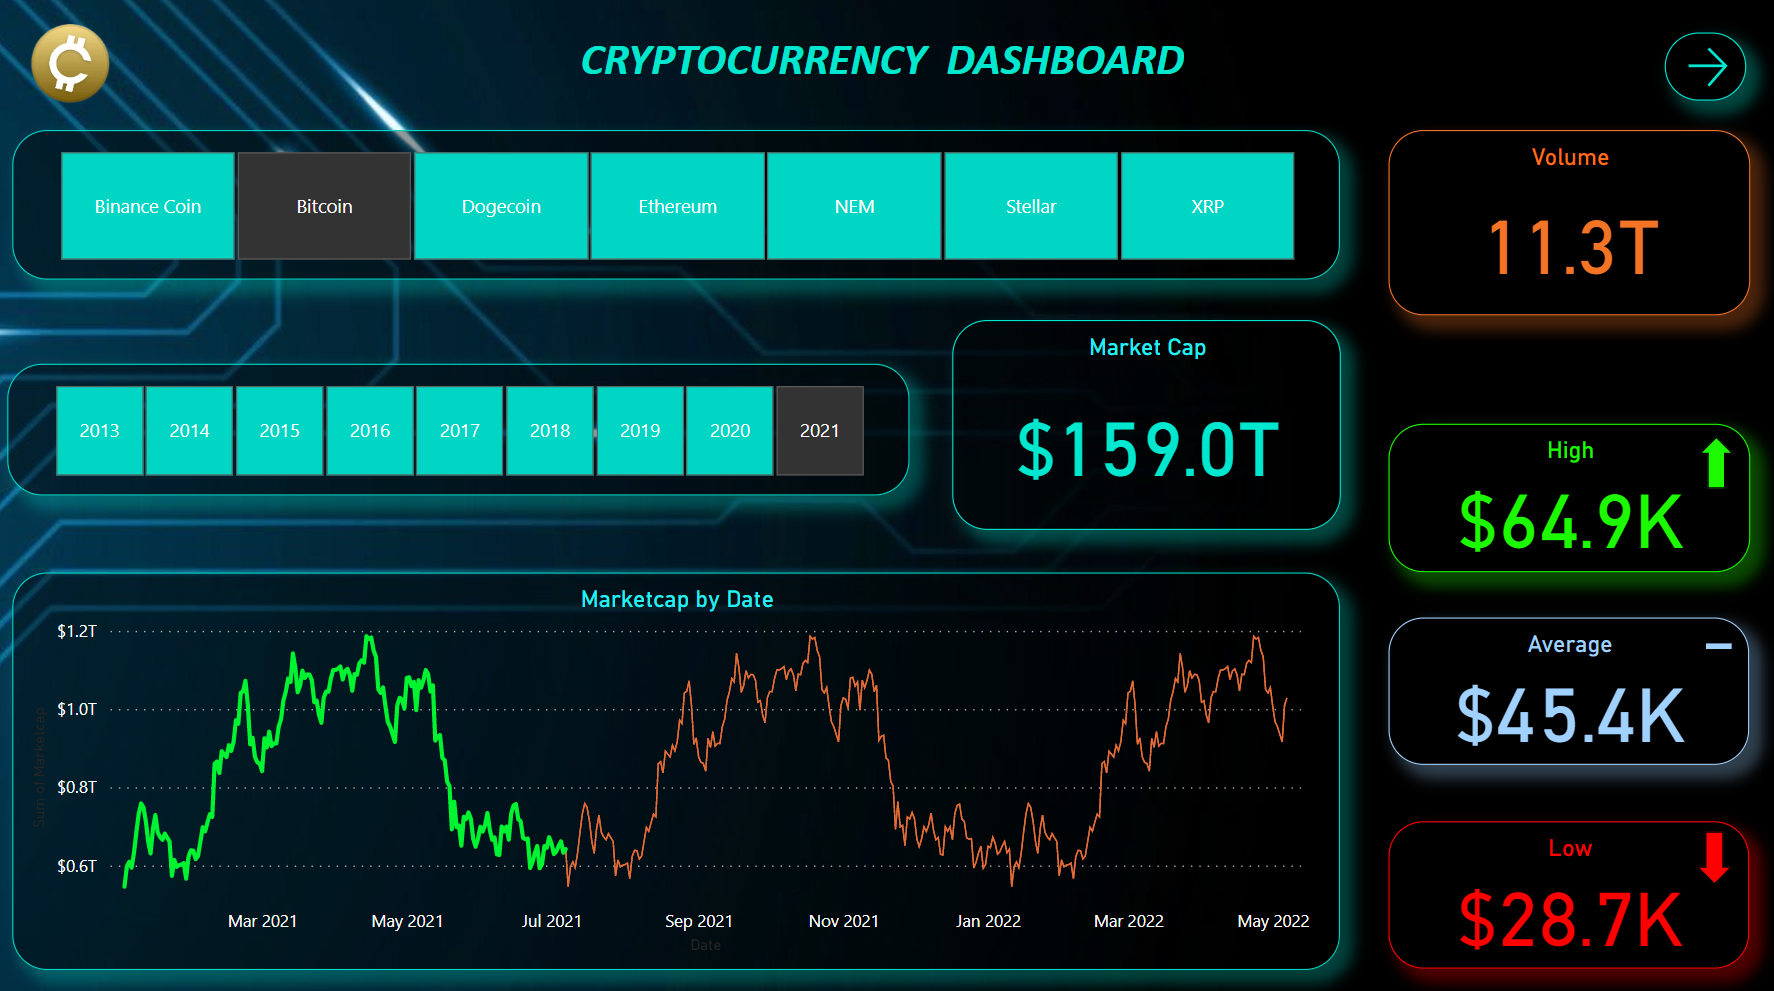 CRYPTOCURRENCY DASHBOARD
Binance Coin
Bitcoin
Dogecoin
Ethereum
NEM
Stellar
XRP
Volume
11.3T
2013
2014
2015
2016
2017
2018
2019
2020
2021
Market Cap
$159.0T
High
$64.9K
Average
$45.4K
Low
$28.7K
Marketcap by Date
Sum of Marketcap
$1.2T
$1.0T
$0.8T
$0.6T
Mar 2021
May 2021
Jul 2021
Sep 2021
Nov 2021
Jan 2022
Mar 2022
May 2022
Date